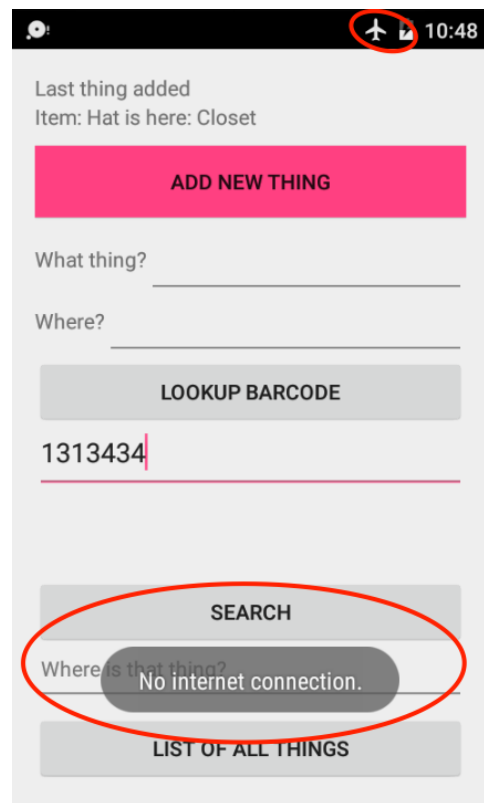 10:48
Last thing added
Item: Hat is here: Closet
ADD NEW THING
What thing?
Where?
LOOKUP BARCODE
1313434
SEARCH
Where is that thing?
No internet connection.
LIST OF ALL THINGS